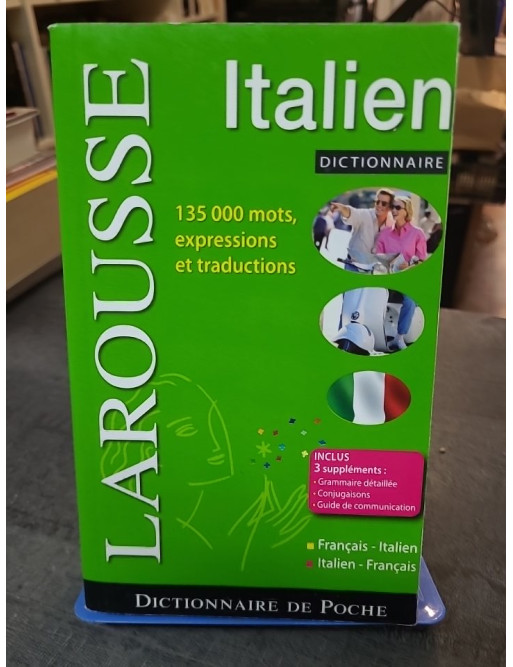 LAROUSSE
Italien
DICTIONNAIRE
135 000 mots,
expressions
et traductions
INCLUS
3 suppléments :
• Grammaire détaillée
• Conjugaisons
• Guide de communication
Français - Italien
Italien - Français
DICTIONNAIRE DE POCHE